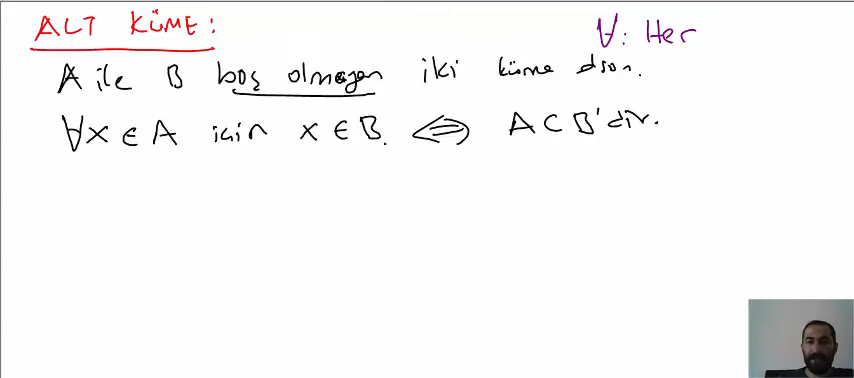 ALT KÜME:
∀: Her
A ile B boş olmayan iki küme olsun.
∀x ∈ A için x ∈ B. ⇔ A ⊂ B'dir.